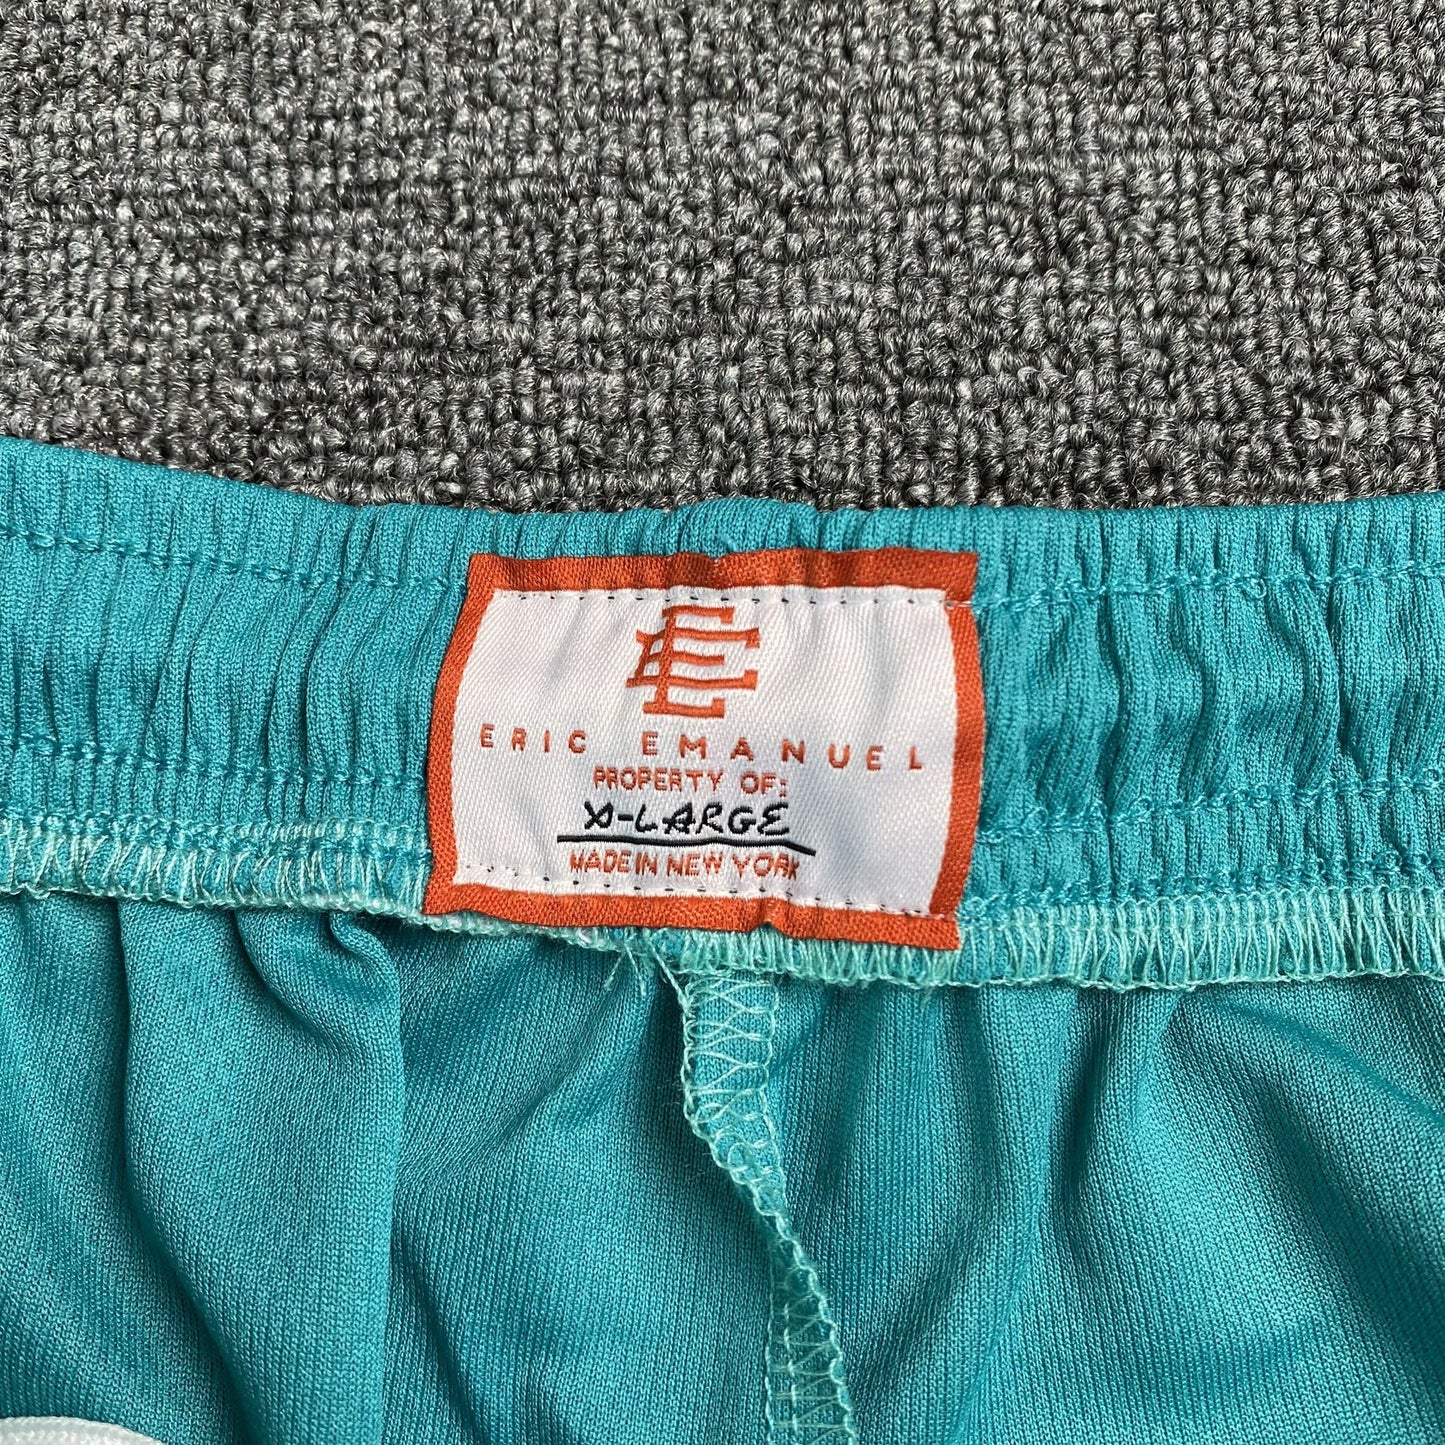 EE
ERIC EMANUEL
PROPERTY OF:
X-LARGE
MADE IN NEW YORK